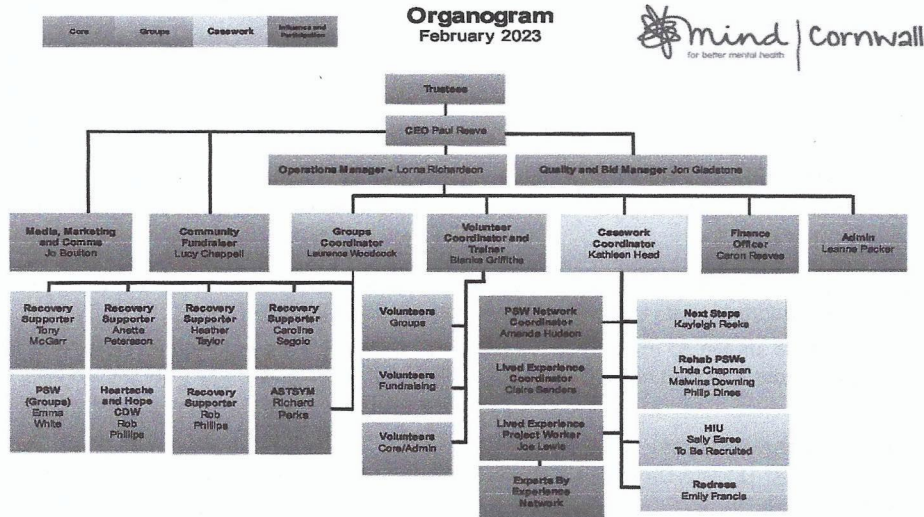 Core
Groups
Casework
Influence and
Participation
Organogram
February 2023
mind
for better mental health
Cornwall
Trustees
CEO Paul Reeve
Operations Manager - Lorna Richardson
Quality and Bid Manager Jon Gladstone
Media, Marketing
and Comms
Jo Boulton
Community
Fundraiser
Lucy Chappell
Groups
Coordinator
Laurence Woodcock
Volunteer
Coordinator and
Trainer
Blanke Griffiths
Casework
Coordinator
Kathleen Head
Finance
Officer
Caron Reeves
Admin
Leanne Packer
Recovery
Supporter
Tony
McGarr
Recovery
Supporter
Anette
Petersson
Recovery
Supporter
Heather
Taylor
Recovery
Supporter
Caroline
Segolo
PSW
(Groups)
Emma
White
Heartache
and Hope
CDW
Rob
Phillips
Recovery
Supporter
Rob
Phillips
ASTSYM
Richard
Perks
Volunteers
Groups
Volunteers
Fundraising
Volunteers
Core/Admin
PSW Network
Coordinator
Amanda Hudson
Lived Experience
Coordinator
Claire Sanders
Lived Experience
Project Worker
Joe Lewis
Experts By
Experience
Network
Next Steps
Kayleigh Reeks
Rehab PSWs
Linda Chapman
Malwina Downing
Philip Dines
HIU
Sally Earee
To Be Recruited
Redress
Emily Francis